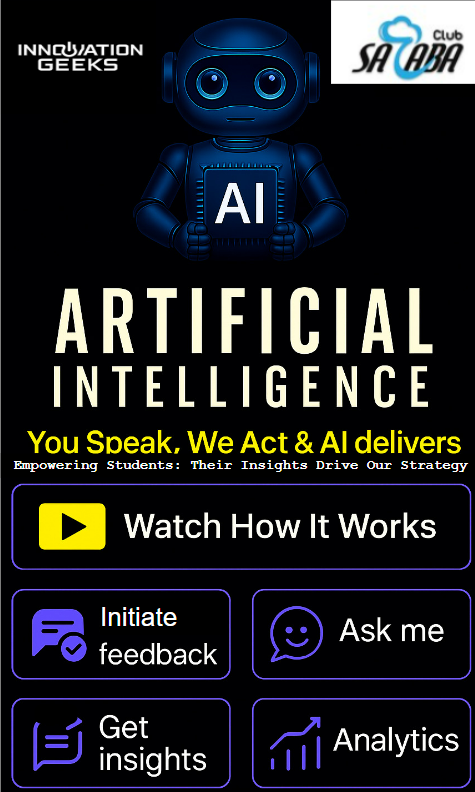 INNOVATION
GEEKS
Club
SAZABA
AI
ARTIFICIAL
INTELLIGENCE
You Speak, We Act & AI delivers
Empowering Students: Their Insights Drive Our Strategy
Watch How It Works
Initiate
feedback
Ask me
Get
insights
Analytics